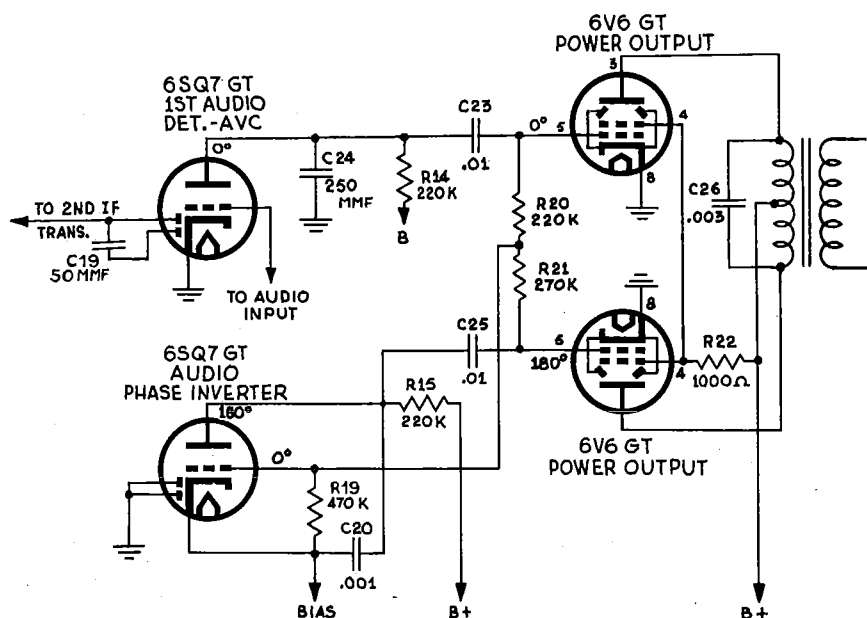 6V6 GT
POWER OUTPUT
3
6SQ7 GT
1ST AUDIO
DET.-AVC
0°
C23
.01
0°
5
4
8
C24
250
MMF
R14
220K
B
R20
220K
C26
.003
TO 2ND IF
TRANS.
C19
50MMF
TO AUDIO
INPUT
R21
270K
C25
.01
6
180°
8
4
R22
1000Ω
6SQ7 GT
AUDIO
PHASE INVERTER
160°
R15
220K
6V6 GT
POWER OUTPUT
0°
R19
470K
C20
.001
BIAS
B+
B+